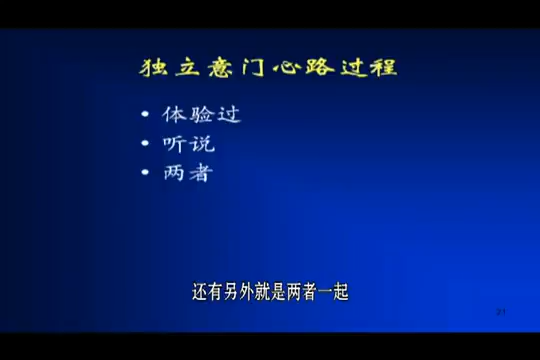 独立意门心路过程
• 体验过
• 听说
• 两者
还有另外就是两者一起
21